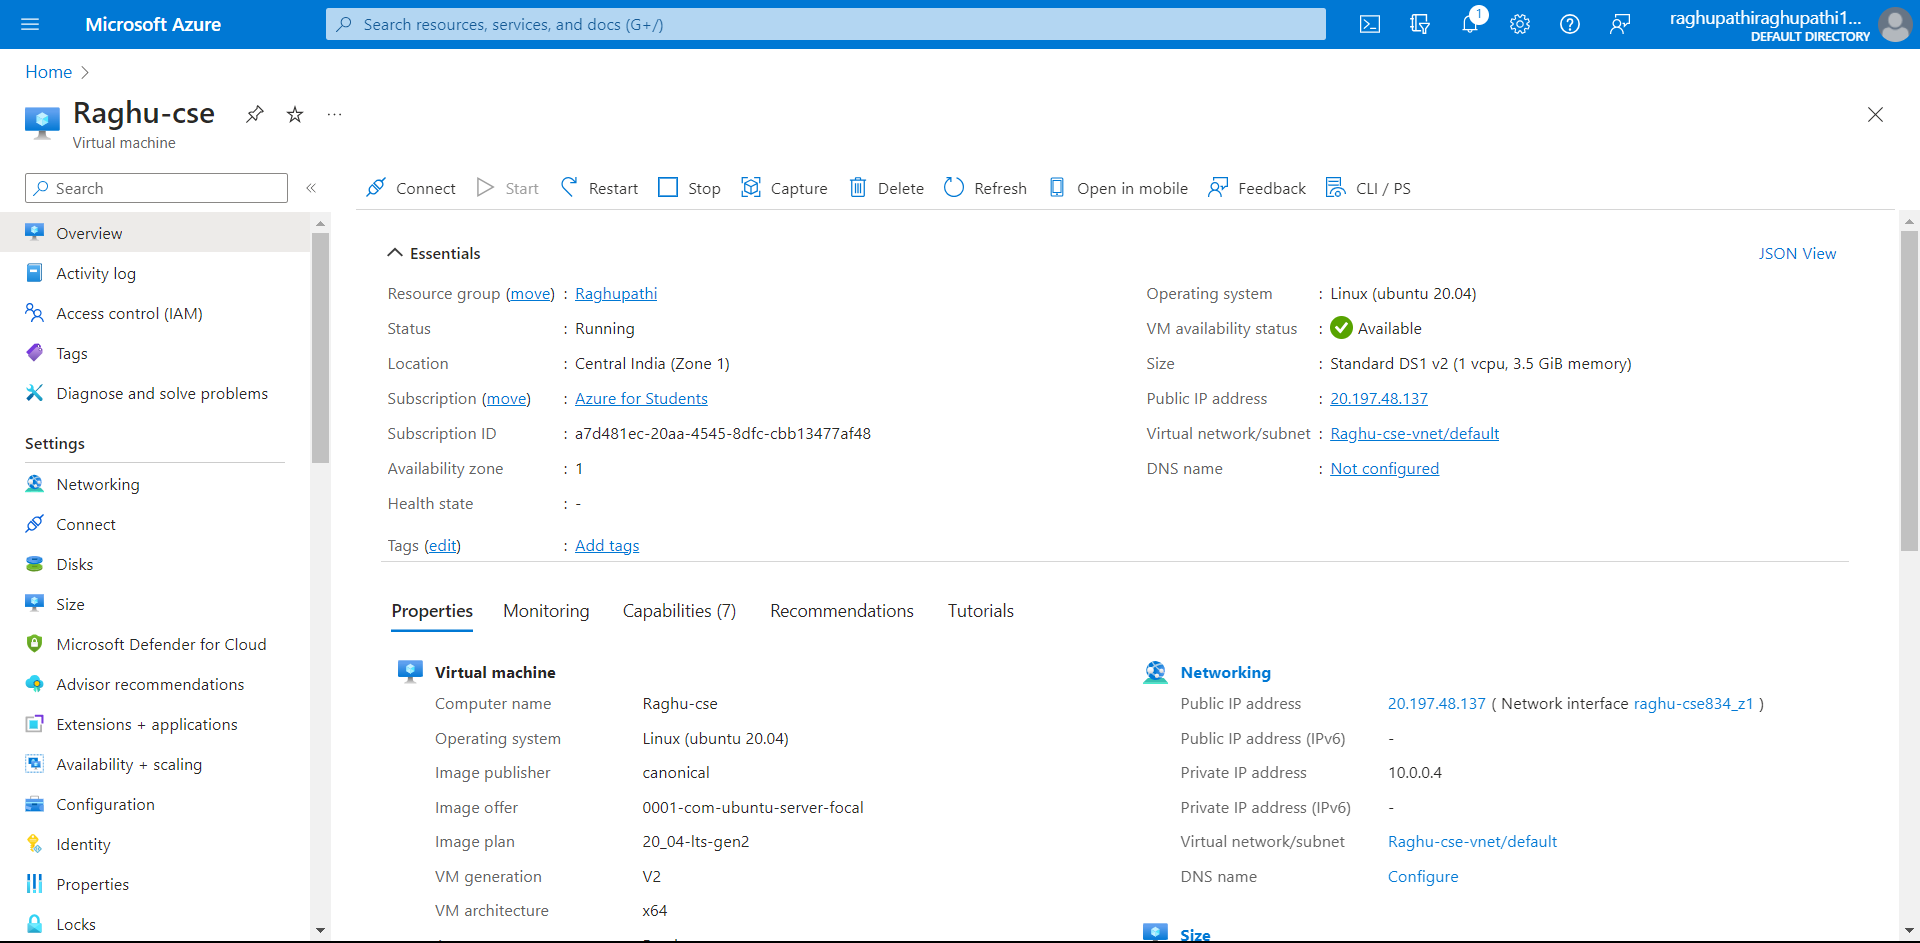 Microsoft Azure
Search resources, services, and docs (G+/)
1
raghupathiraghupathi1...
DEFAULT DIRECTORY
Home
Raghu-cse
Virtual machine
Search
Connect Start Restart Stop Capture Delete Refresh Open in mobile Feedback CLI / PS
Overview
Activity log
Access control (IAM)
Tags
Diagnose and solve problems
Settings
Networking
Connect
Disks
Size
Microsoft Defender for Cloud
Advisor recommendations
Extensions + applications
Availability + scaling
Configuration
Identity
Properties
Locks
Essentials
JSON View
Resource group (move) : Raghupathi
Status : Running
Location : Central India (Zone 1)
Subscription (move) : Azure for Students
Subscription ID : a7d481ec-20aa-4545-8dfc-cbb13477af48
Availability zone : 1
Health state : -
Operating system : Linux (ubuntu 20.04)
VM availability status : Available
Size : Standard DS1 v2 (1 vcpu, 3.5 GiB memory)
Public IP address : 20.197.48.137
Virtual network/subnet : Raghu-cse-vnet/default
DNS name : Not configured
Tags (edit) : Add tags
Properties Monitoring Capabilities (7) Recommendations Tutorials
Virtual machine
Computer name Raghu-cse
Operating system Linux (ubuntu 20.04)
Image publisher canonical
Image offer 0001-com-ubuntu-server-focal
Image plan 20_04-lts-gen2
VM generation V2
VM architecture x64
Networking
Public IP address 20.197.48.137 ( Network interface raghu-cse834_z1 )
Public IP address (IPv6) -
Private IP address 10.0.0.4
Private IP address (IPv6) -
Virtual network/subnet Raghu-cse-vnet/default
DNS name Configure
Size